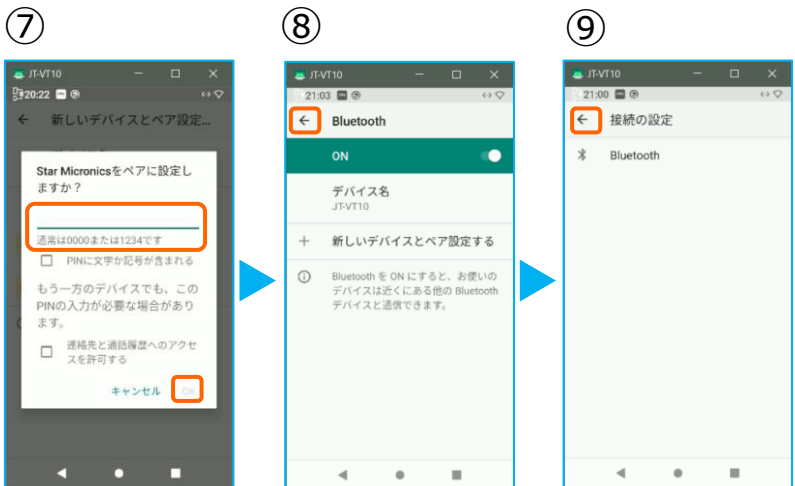 ⑦
JT-VT10
20:22
新しいデバイスとペア設定...
Star Micronicsをペアに設定し
ますか？
通常は0000または1234です
PINに文字か記号が含まれる
もう一方のデバイスでも、この
PINの入力が必要な場合があり
ます。
連絡先と通話履歴へのアクセ
スを許可する
キャンセル
OK
⑧
JT-VT10
21:03
Bluetooth
ON
デバイス名
JT-VT10
新しいデバイスとペア設定する
Bluetooth を ON にすると、お使いの
デバイスは近くにある他の Bluetooth
デバイスと通信できます。
⑨
JT-VT10
21:00
接続の設定
Bluetooth